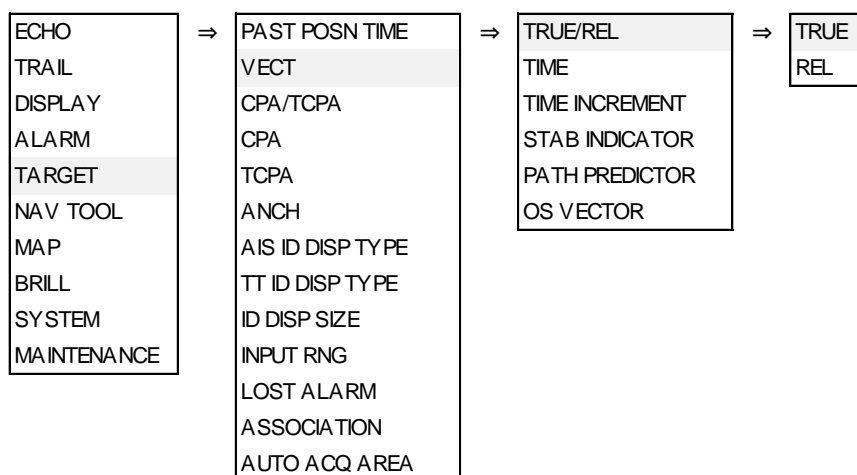 ECHO
TRAIL
DISPLAY
ALARM
TARGET
NAV TOOL
MAP
BRILL
SYSTEM
MAINTENANCE
⇒
PAST POSN TIME
VECT
CPA/TCPA
CPA
TCPA
ANCH
AIS ID DISP TYPE
TT ID DISP TYPE
ID DISP SIZE
INPUT RNG
LOST ALARM
ASSOCIATION
AUTO ACQ AREA
⇒
TRUE/REL
TIME
TIME INCREMENT
STAB INDICATOR
PATH PREDICTOR
OS VECTOR
⇒
TRUE
REL